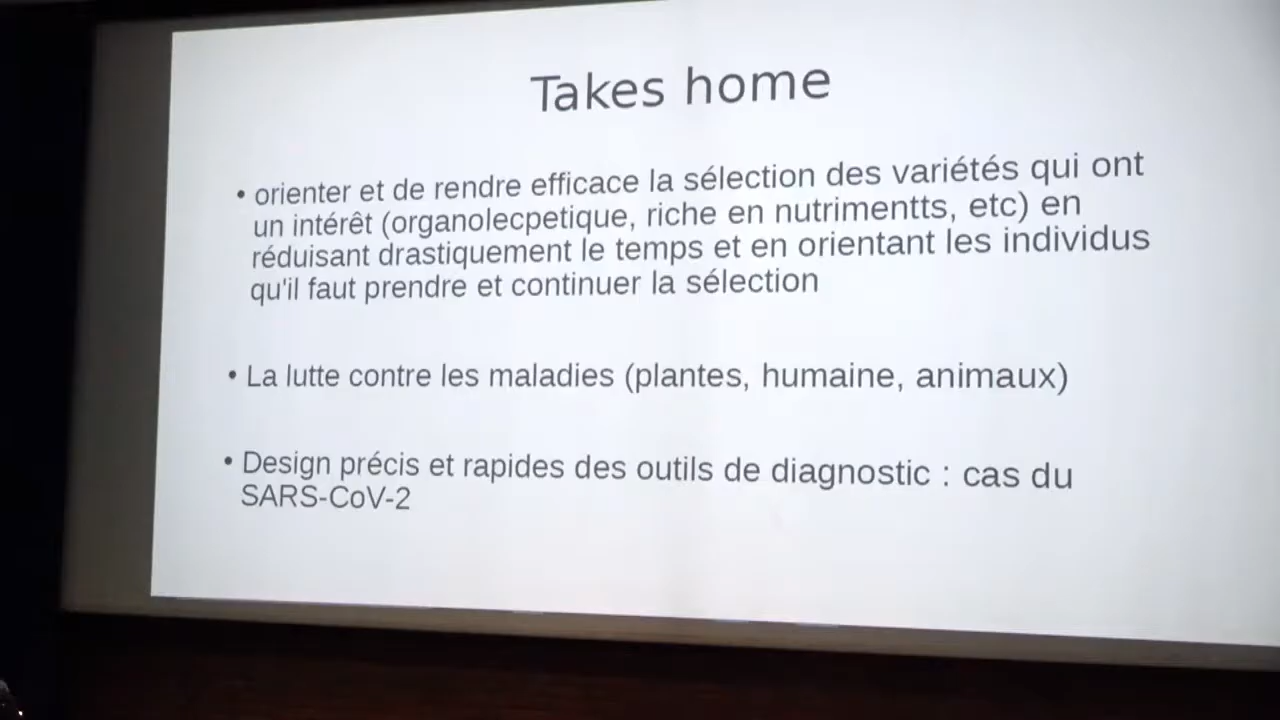 Takes home
• orienter et de rendre efficace la sélection des variétés qui ont
un intérêt (organolecpetique, riche en nutrimentts, etc) en
réduisant drastiquement le temps et en orientant les individus
qu'il faut prendre et continuer la sélection
• La lutte contre les maladies (plantes, humaine, animaux)
• Design précis et rapides des outils de diagnostic : cas du
SARS-CoV-2